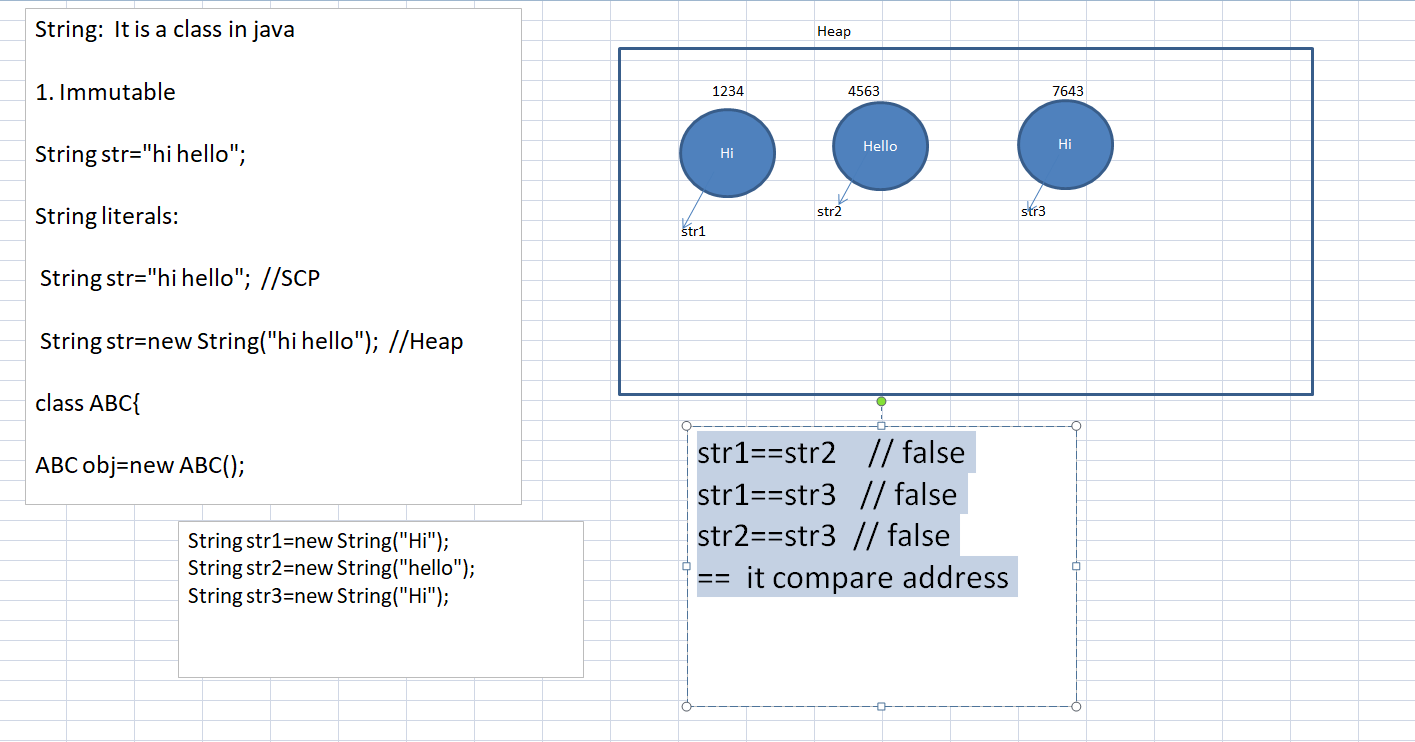 String:  It is a class in java
1. Immutable
String str="hi hello";
String literals:
String str="hi hello";  //SCP
String str=new String("hi hello");  //Heap
class ABC{
ABC obj=new ABC();
String str1=new String("Hi");
String str2=new String("hello");
String str3=new String("Hi");
Heap
1234
4563
7643
Hi
Hello
Hi
str1
str2
str3
str1==str2    // false
str1==str3   // false
str2==str3  // false
==  it compare address